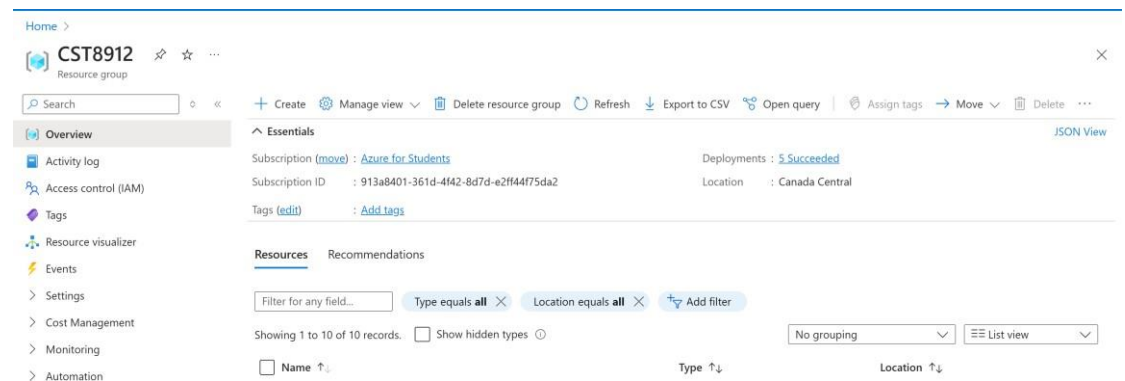 Home >
CST8912
Resource group
Search
+ Create Manage view Delete resource group Refresh Export to CSV Open query Assign tags Move Delete ...
Overview
Activity log
Access control (IAM)
Tags
Resource visualizer
Events
> Settings
> Cost Management
> Monitoring
> Automation
Essentials JSON View
Subscription (move) : Azure for Students Deployments : 5 Succeeded
Subscription ID : 913a8401-361d-4f42-8d7d-e2ff44f75da2 Location : Canada Central
Tags (edit) : Add tags
Resources Recommendations
Filter for any field... Type equals all Location equals all Add filter
Showing 1 to 10 of 10 records. Show hidden types No grouping List view
Name ↑↓ Type ↑↓ Location ↑↓